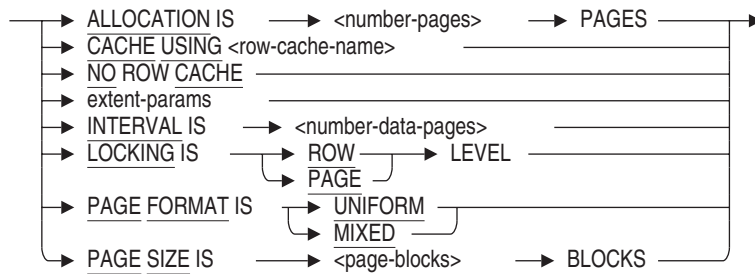 ALLOCATION IS <number-pages> PAGES
CACHE USING <row-cache-name>
NO ROW CACHE
extent-params
INTERVAL IS <number-data-pages>
LOCKING IS ROW LEVEL
PAGE
PAGE FORMAT IS UNIFORM
MIXED
PAGE SIZE IS <page-blocks> BLOCKS